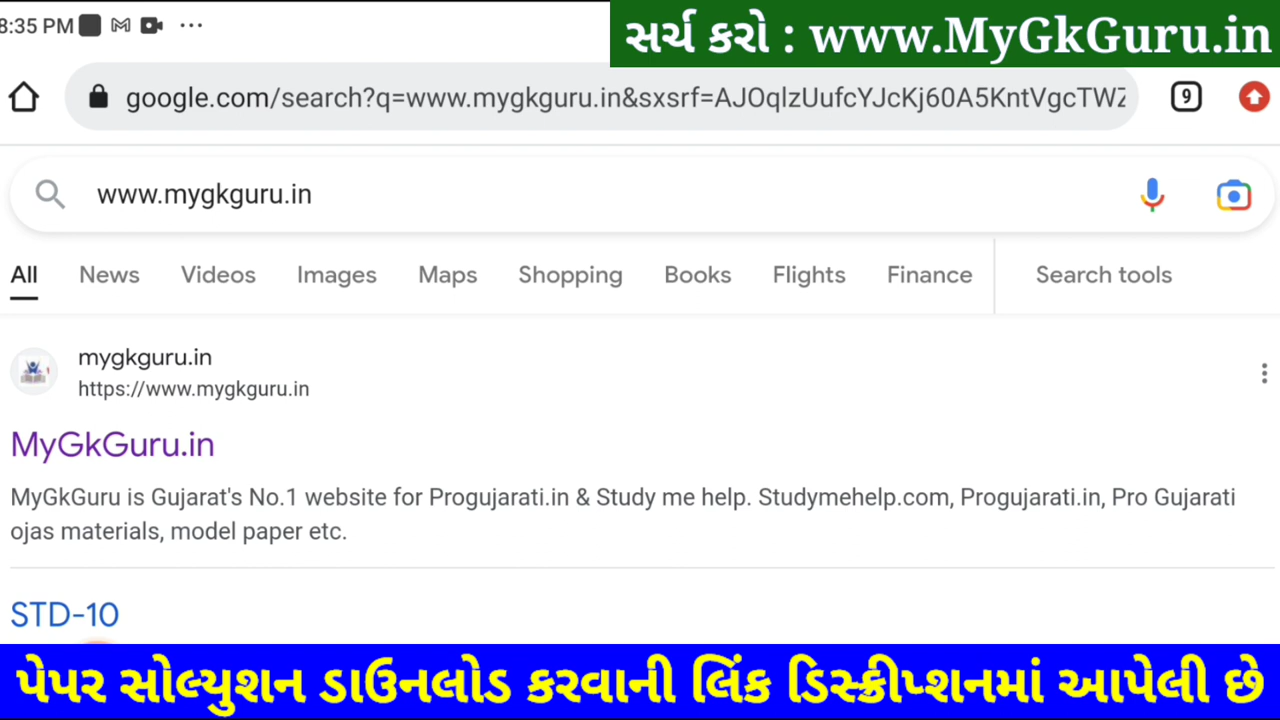 8:35 PM
સર્ચ કરો : www.MyGkGuru.in
google.com/search?q=www.mygkguru.in&sxsrf=AJOqlzUufcYJcKj60A5KntVgcTWZ
9
www.mygkguru.in
All News Videos Images Maps Shopping Books Flights Finance Search tools
mygkguru.in
https://www.mygkguru.in
MyGkGuru.in
MyGkGuru is Gujarat's No.1 website for Progujarati.in & Study me help. Studymehelp.com, Progujarati.in, Pro Gujarati
ojas materials, model paper etc.
STD-10
પેપર સોલ્યુશન ડાઉનલોડ કરવાની લિંક ડિસ્ક્રીપ્શનમાં આપેલી છે